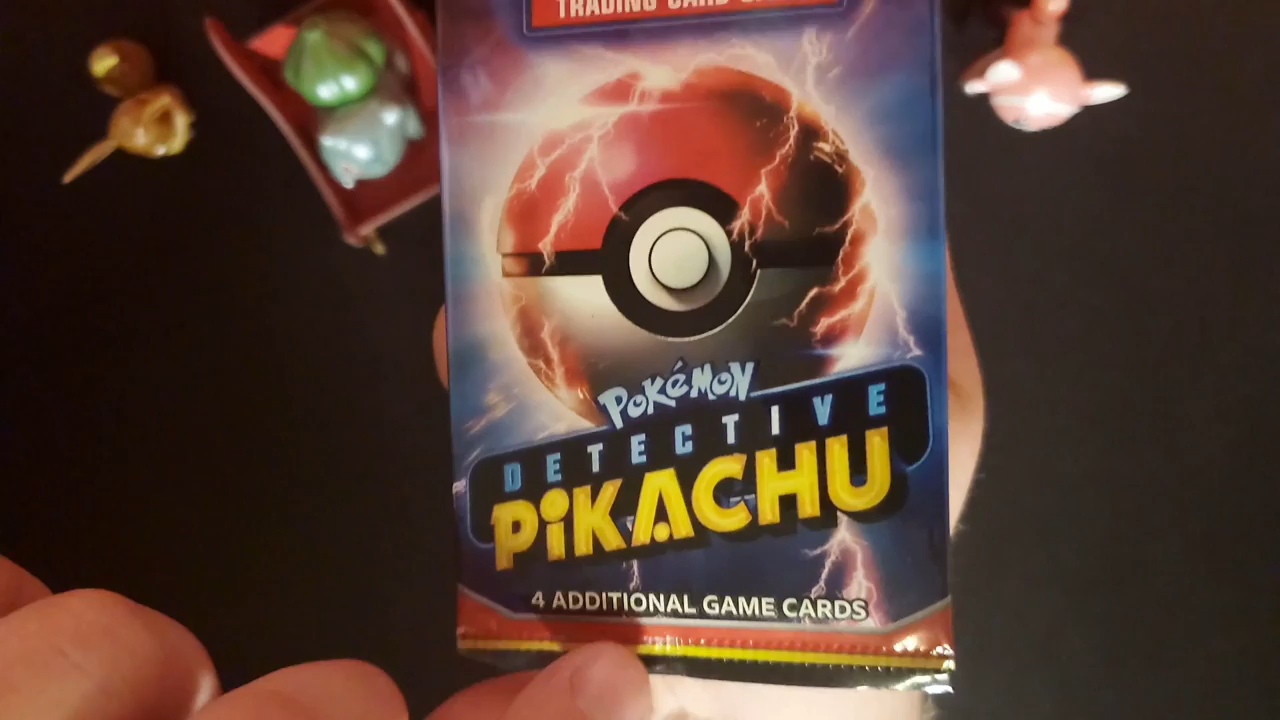 TRADING CARD GAME
POKéMON
DETECTIVE
PiKACHU
4 ADDITIONAL GAME CARDS